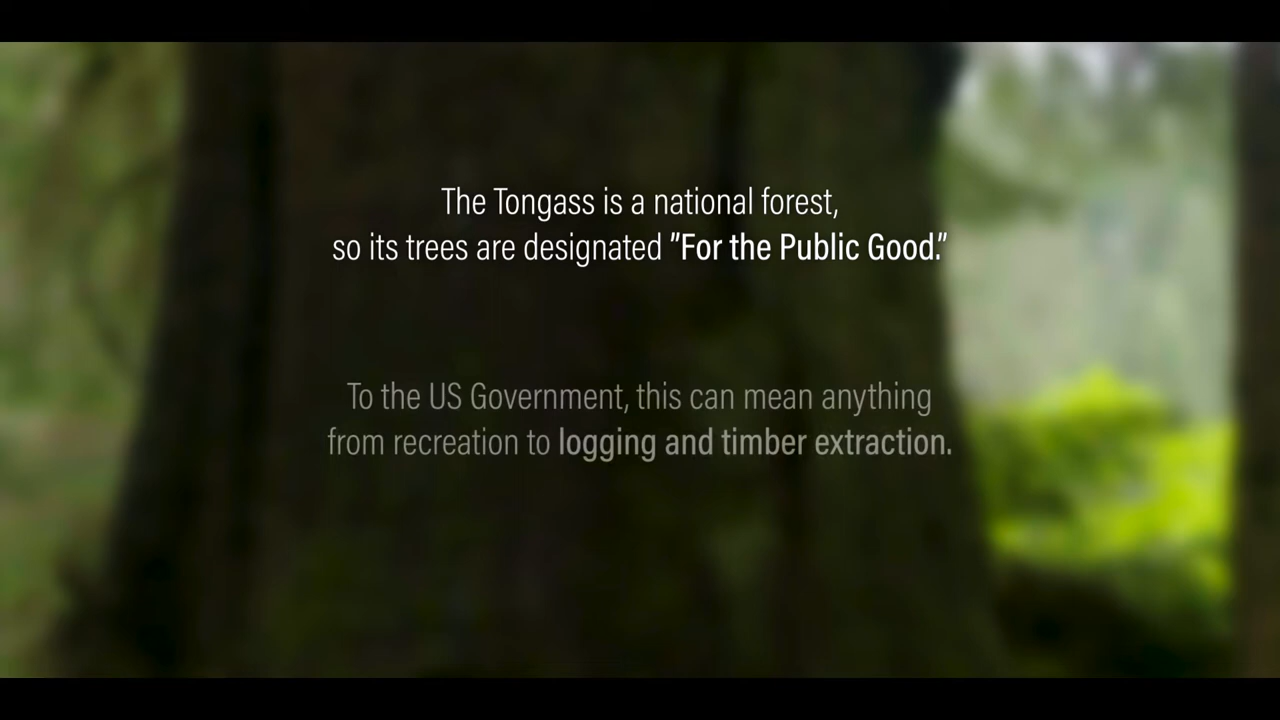 The Tongass is a national forest,
so its trees are designated "For the Public Good."
To the US Government, this can mean anything
from recreation to logging and timber extraction.